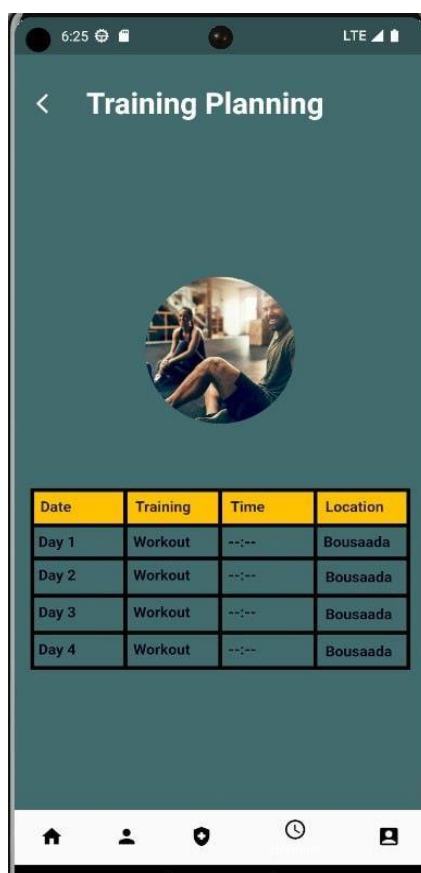 6:25 LTE
Training Planning
Date Training Time Location
Day 1 Workout --:-- Bousaada
Day 2 Workout --:-- Bousaada
Day 3 Workout --:-- Bousaada
Day 4 Workout --:-- Bousaada